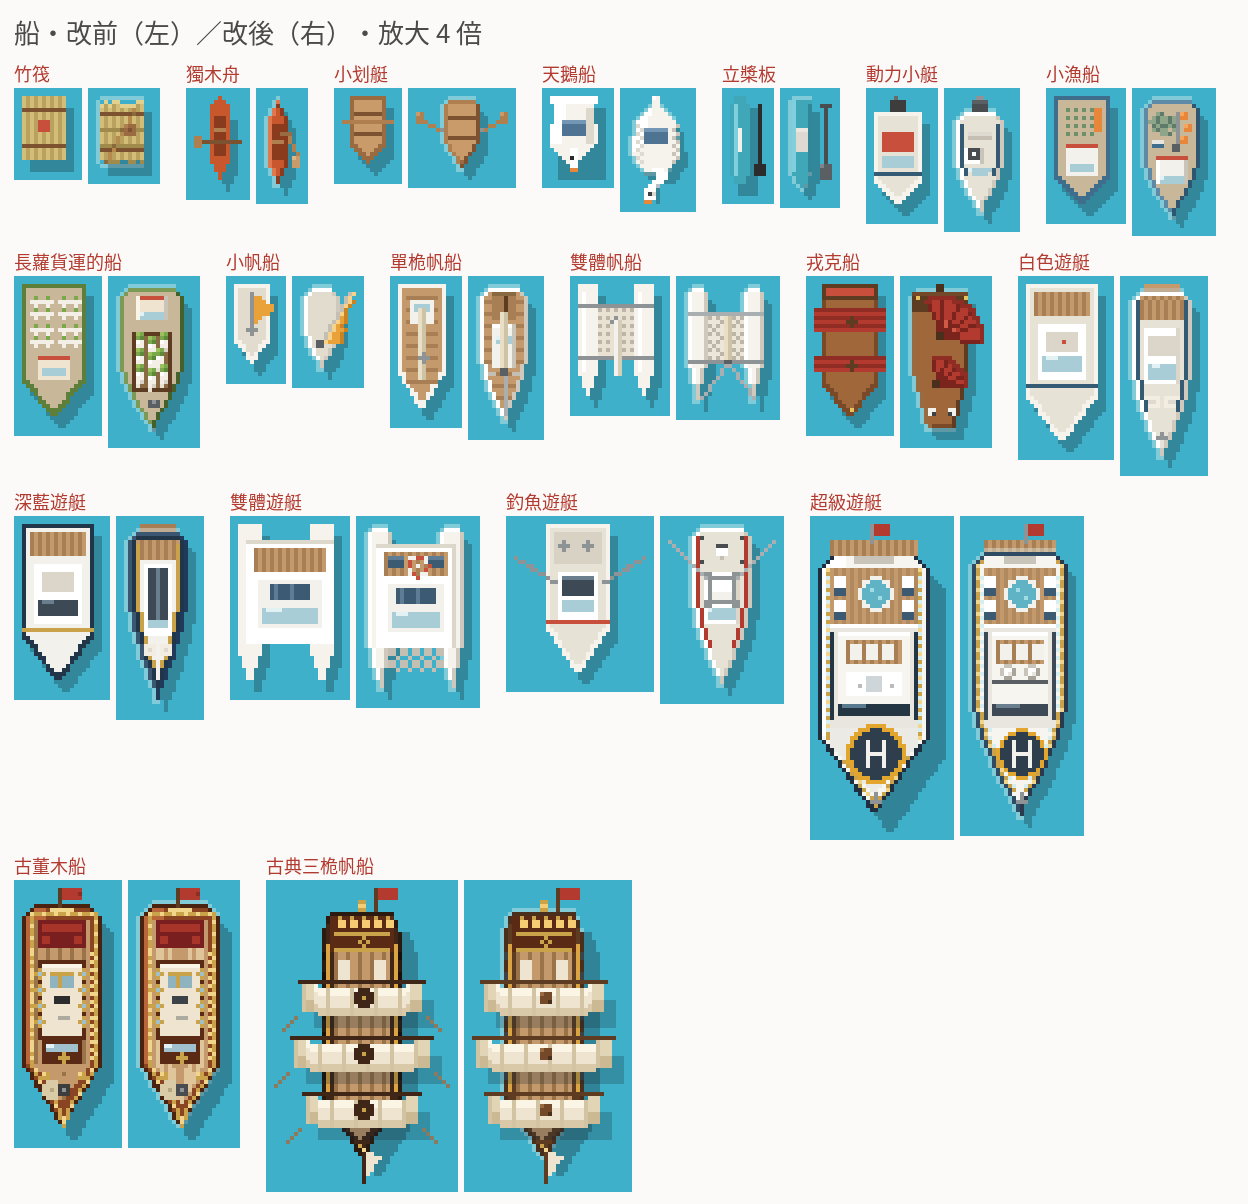 船・改前（左）／改後（右）・放大 4 倍
竹筏 獨木舟 小划艇 天鵝船 立槳板 動力小艇 小漁船
長蘿貨運的船 小帆船 單桅帆船 雙體帆船 戎克船 白色遊艇
深藍遊艇 雙體遊艇 釣魚遊艇 超級遊艇
H H
古董木船 古典三桅帆船